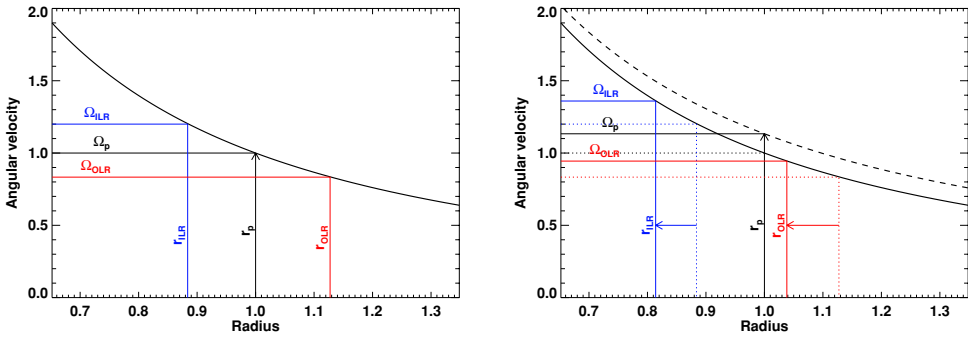 2.0
1.5
1.0
0.5
0.0
Angular velocity
Ω_ILR
Ω_p
Ω_OLR
r_ILR
r_p
r_OLR
0.7 0.8 0.9 1.0 1.1 1.2 1.3
Radius
2.0
1.5
1.0
0.5
0.0
Angular velocity
Ω_ILR
Ω_p
Ω_OLR
r_ILR
r_p
r_OLR
0.7 0.8 0.9 1.0 1.1 1.2 1.3
Radius